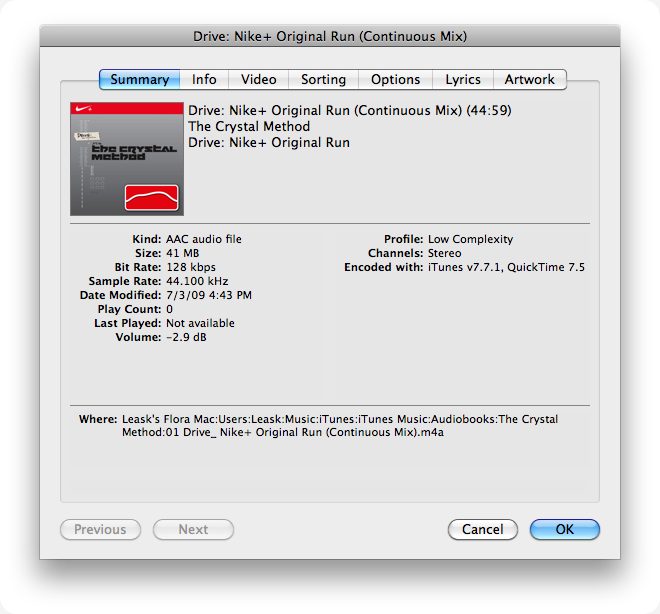 Drive: Nike+ Original Run (Continuous Mix)
Summary Info Video Sorting Options Lyrics Artwork
Drive: Nike+ Original Run (Continuous Mix) (44:59)
The Crystal Method
Drive: Nike+ Original Run
the crystal
method
Kind: AAC audio file
Size: 41 MB
Bit Rate: 128 kbps
Sample Rate: 44.100 kHz
Date Modified: 7/3/09 4:43 PM
Play Count: 0
Last Played: Not available
Volume: -2.9 dB
Profile: Low Complexity
Channels: Stereo
Encoded with: iTunes v7.7.1, QuickTime 7.5
Where: Leask's Flora Mac:Users:Leask:Music:iTunes:iTunes Music:Audiobooks:The Crystal
Method:01 Drive_ Nike+ Original Run (Continuous Mix).m4a
Previous Next Cancel OK